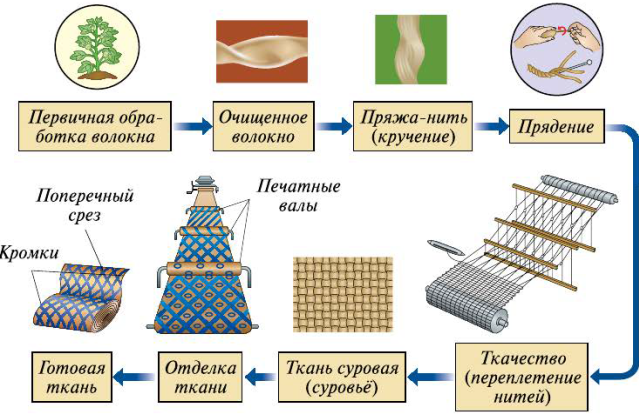 Первичная обра-
ботка волокна
Очищенное
волокно
Пряжа-нить
(кручение)
Прядение
Поперечный
срез
Кромки
Печатные
валы
Готовая
ткань
Отделка
ткани
Ткань суровая
(суровьё)
Ткачество
(переплетение
нитей)